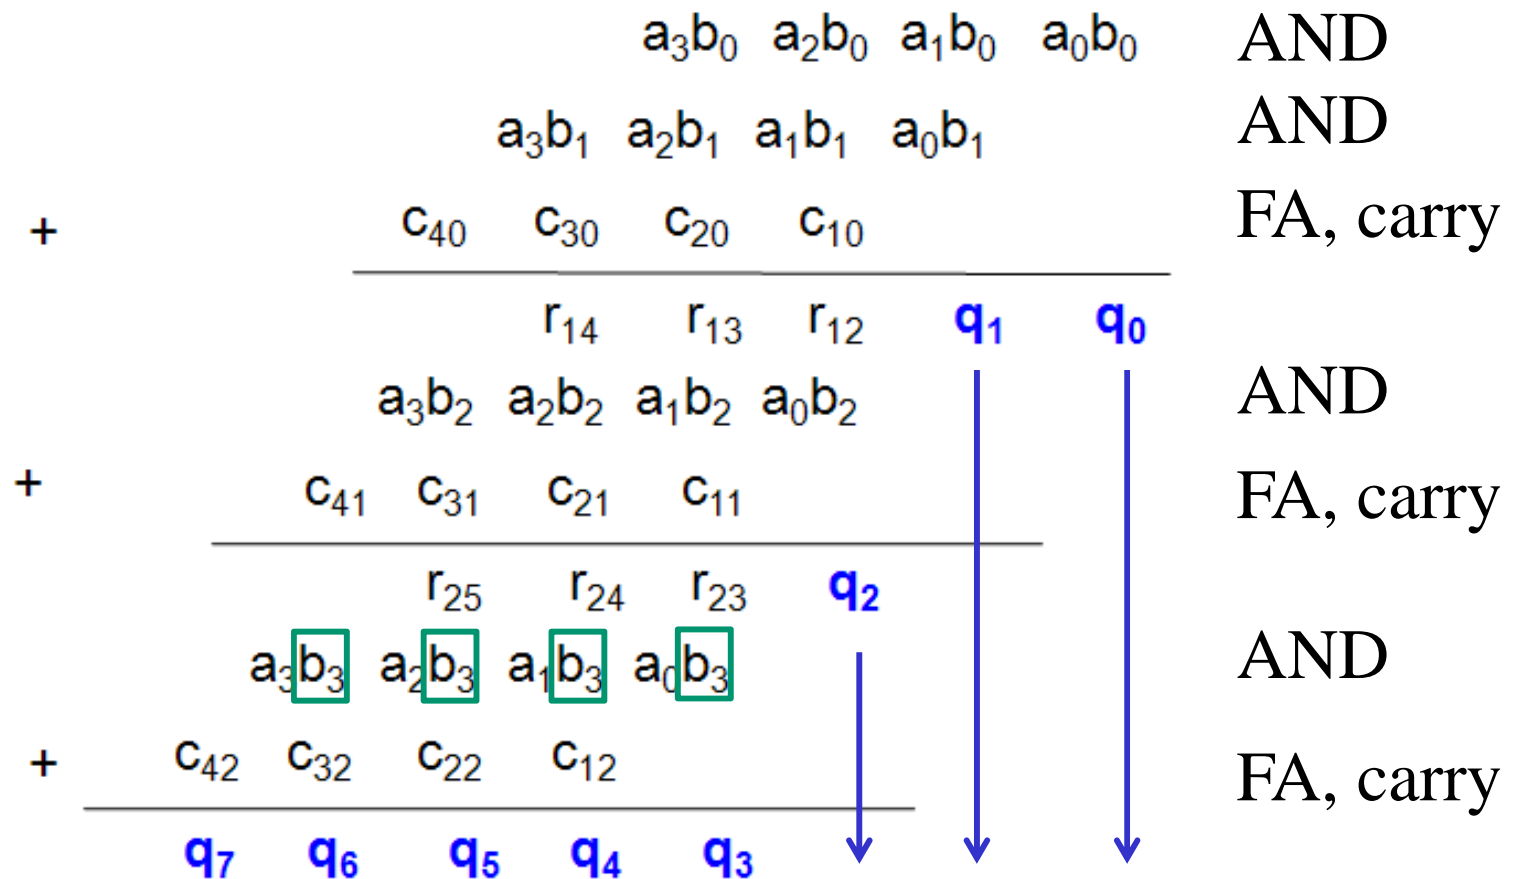 a₃b₀ a₂b₀ a₁b₀ a₀b₀ AND
a₃b₁ a₂b₁ a₁b₁ a₀b₁ AND
+ c₄₀ c₃₀ c₂₀ c₁₀ FA, carry
r₁₄ r₁₃ r₁₂ q₁ q₀
a₃b₂ a₂b₂ a₁b₂ a₀b₂ AND
+ c₄₁ c₃₁ c₂₁ c₁₁ FA, carry
r₂₅ r₂₄ r₂₃ q₂
a₃b₃ a₂b₃ a₁b₃ a₀b₃ AND
+ c₄₂ c₃₂ c₂₂ c₁₂ FA, carry
q₇ q₆ q₅ q₄ q₃